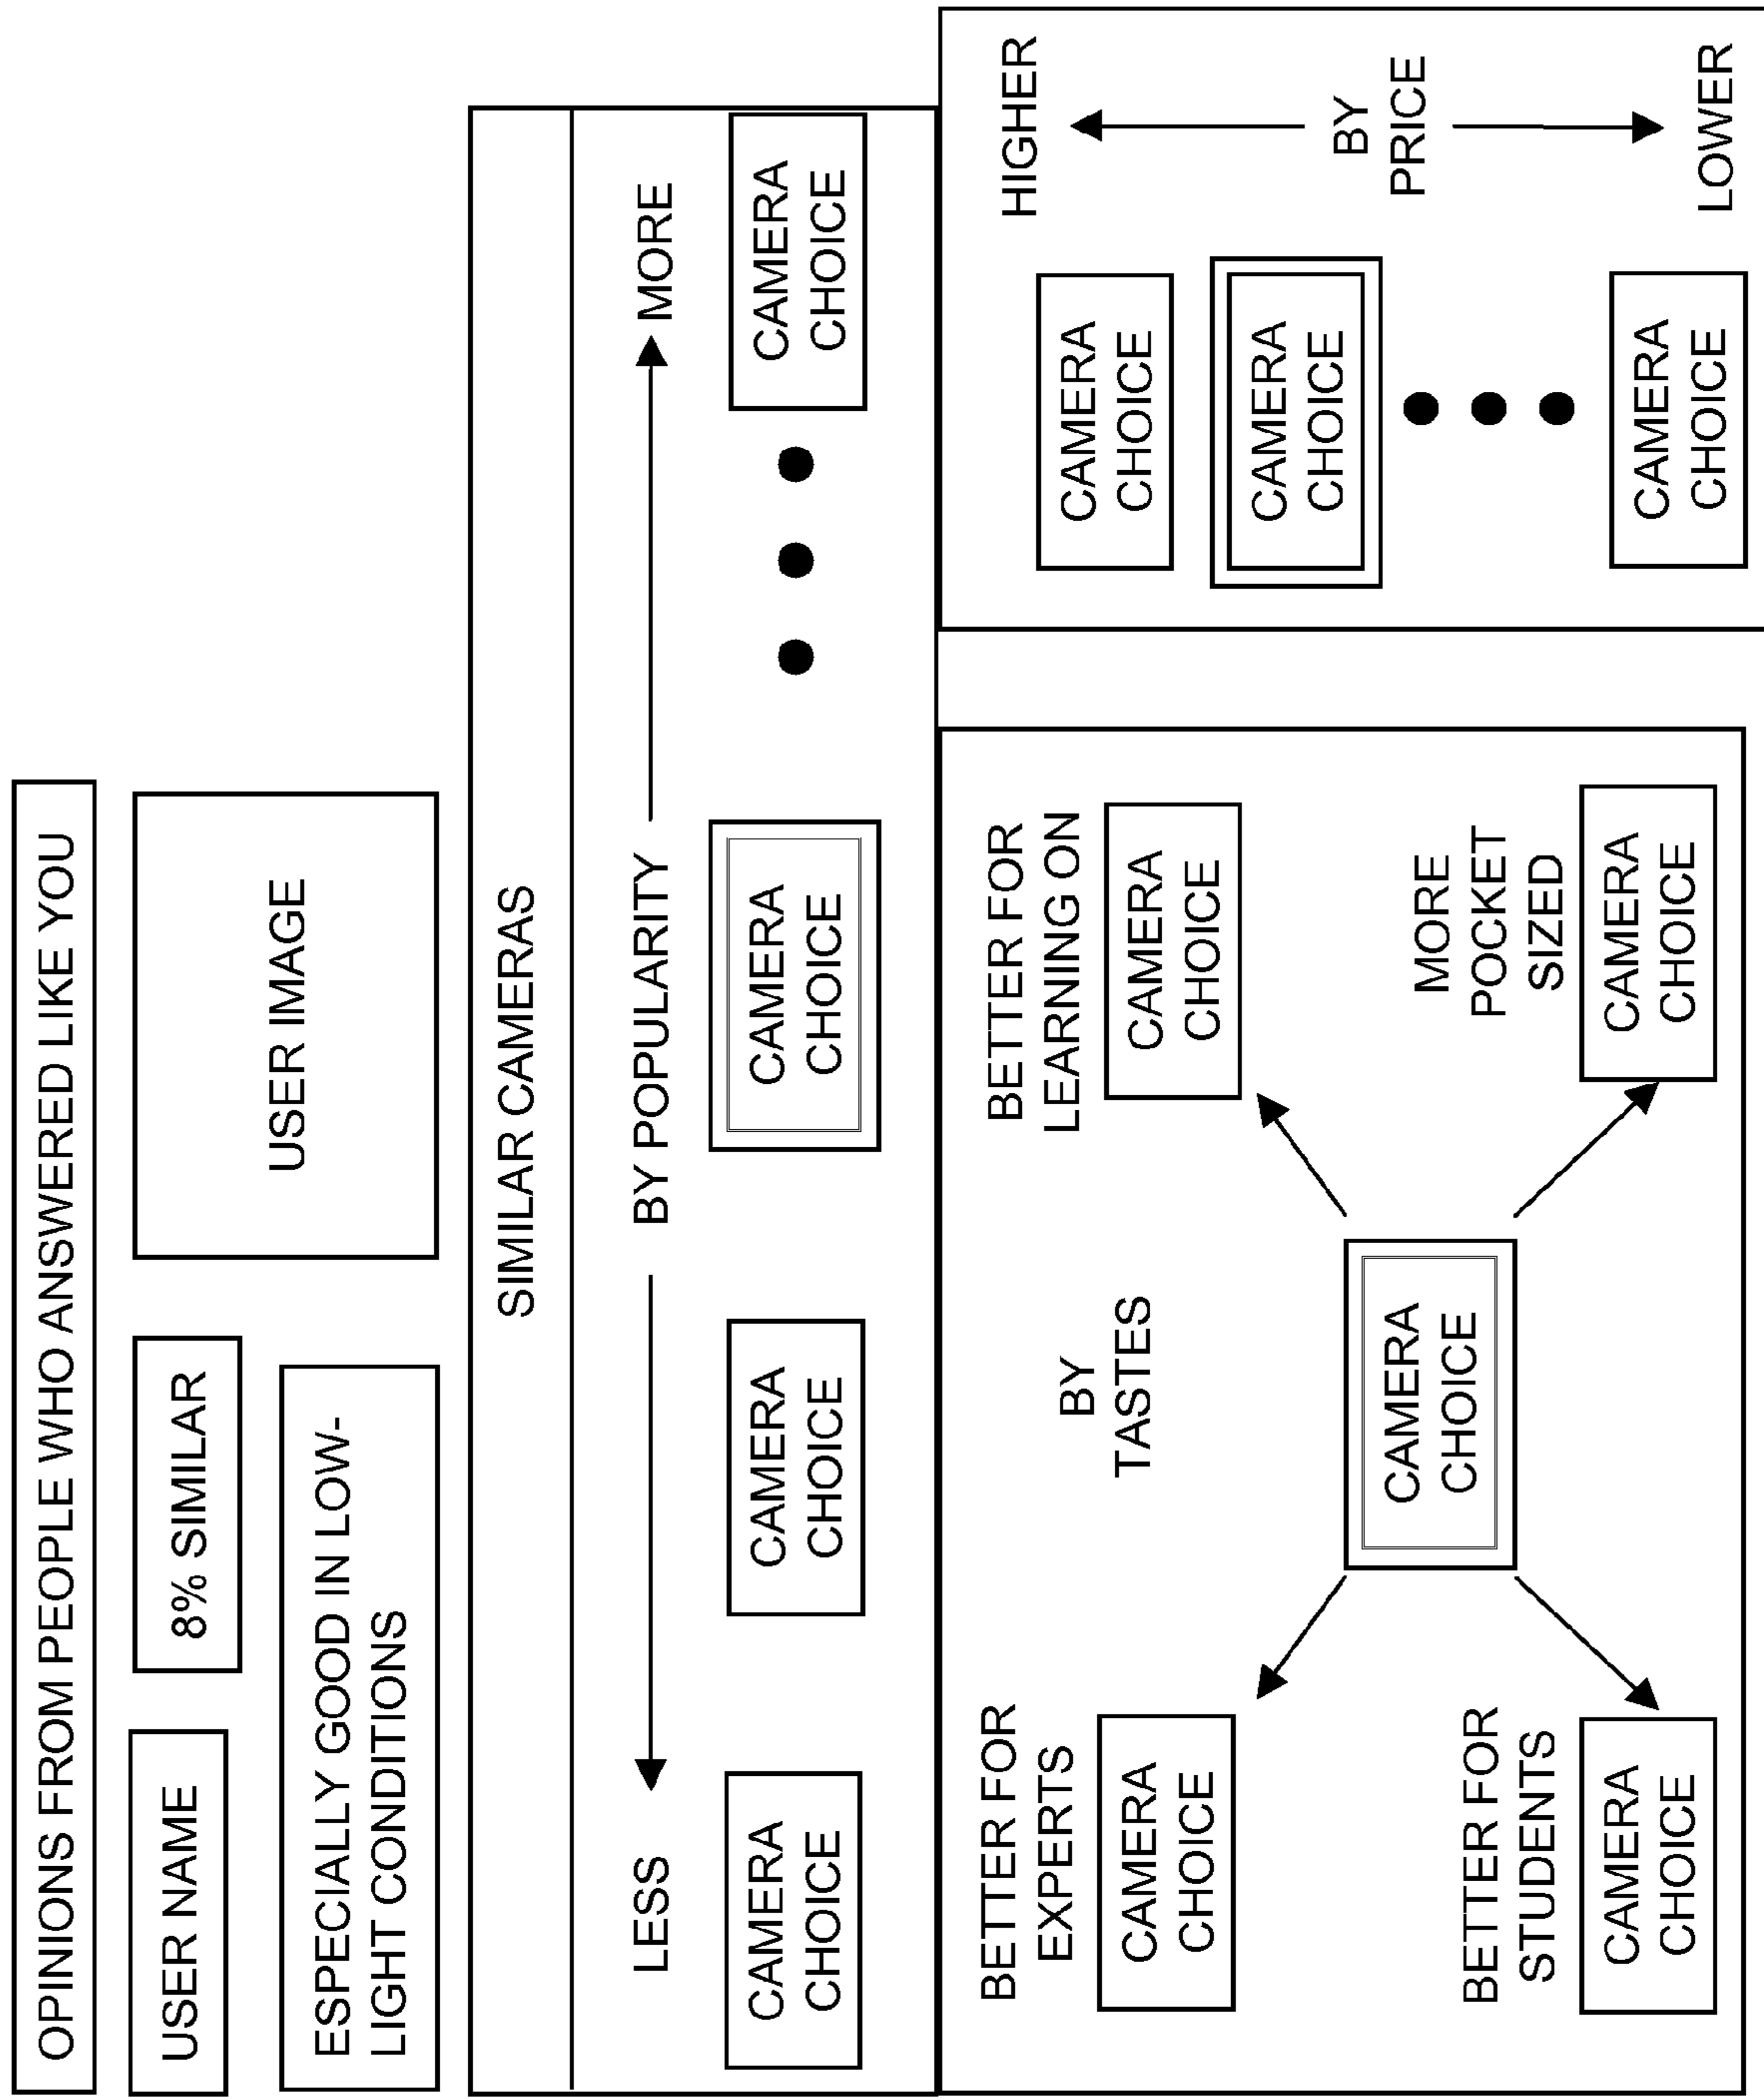 OPINIONS FROM PEOPLE WHO ANSWERED LIKE YOU
USER NAME
8% SIMILAR
USER IMAGE
ESPECIALLY GOOD IN LOW-
LIGHT CONDITIONS
SIMILAR CAMERAS
LESS
BY POPULARITY
MORE
CAMERA
CHOICE
CAMERA
CHOICE
CAMERA
CHOICE
CAMERA
CHOICE
BETTER FOR
EXPERTS
CAMERA
CHOICE
BY
TASTES
BETTER FOR
LEARNING ON
CAMERA
CHOICE
CAMERA
CHOICE
BETTER FOR
STUDENTS
CAMERA
CHOICE
MORE
POCKET
SIZED
CAMERA
CHOICE
CAMERA
CHOICE
CAMERA
CHOICE
CAMERA
CHOICE
HIGHER
BY
PRICE
LOWER